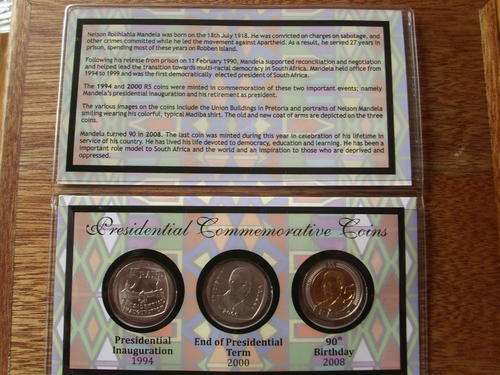 Nelson Rolihlahla Mandela was born on the 18th July 1918. He was convicted on charges on sabotage, and
other crimes committed while he led the movement against Apartheid. As a result, he served 27 years in
prison, spending most of these years on Robben Island.
Following his release from prison on 11 February 1990, Mandela supported reconciliation and negotiation
and helped lead the transition towards multi-racial democracy in South Africa. Mandela held office from
1994 to 1999 and was the first democratically elected president of South Africa.
The 1994 and 2000 R5 coins were minted in commemoration of these two important events; namely
Mandela's presidential inauguration and his retirement as president.
The various images on the coins include the Union Buildings in Pretoria and portraits of Nelson Mandela
smiling wearing his colorful, typical Madiba shirt. The old and new coat of arms are depicted on the three
coins.
Mandela turned 90 in 2008. The last coin was minted during this year in celebration of his lifetime in
service of his country. He has lived his life devoted to democracy, education and learning. He has been a
important role model to South Africa and the world and an inspiration to those who are deprived and
oppressed.
Presidential Commemorative Coins
Presidential
Inauguration
1994
End of Presidential
Term
2000
90th
Birthday
2008